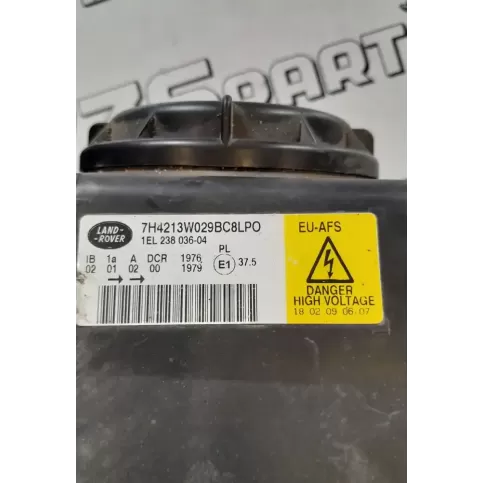 ZSPARTS
LAND-
-ROVER
7H4213W029BC8LPO
1EL 238 036-04
IB 1a A DCR 1976 PL
02 01 02 00 1979 E1 37.5
→ →
EU-AFS
DANGER
HIGH VOLTAGE
18 02 09 06.07